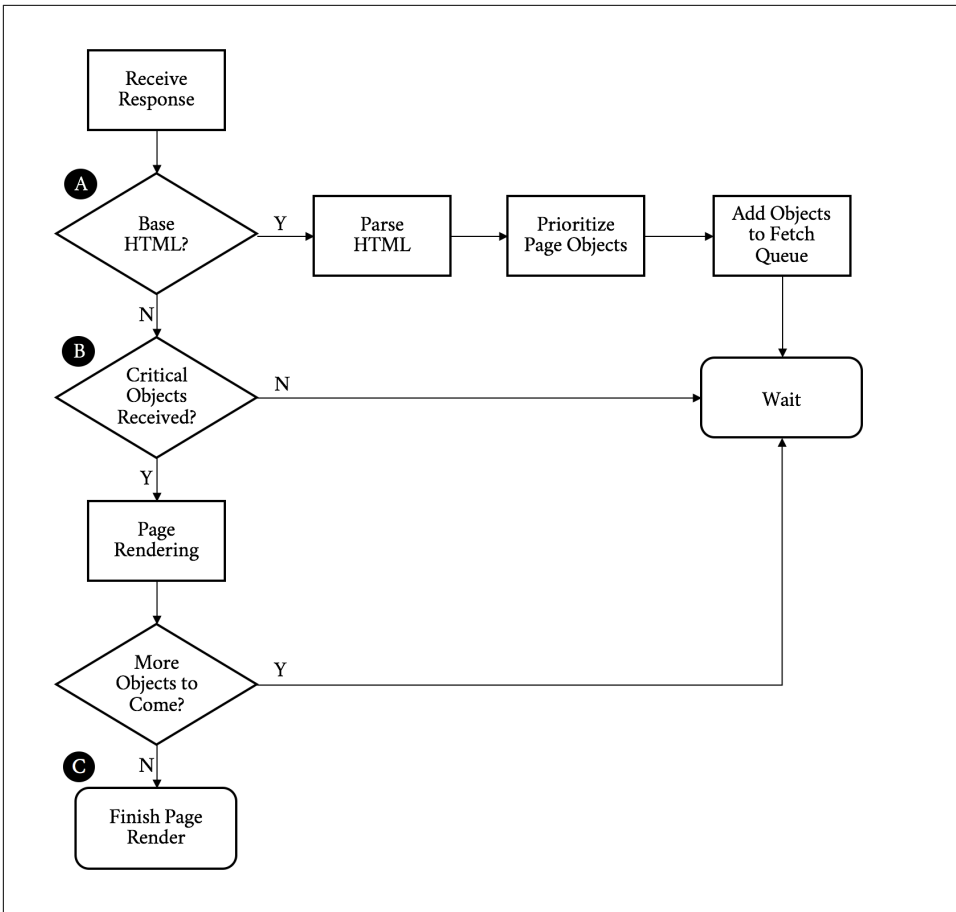 Receive
Response
A
Base
HTML?
Y
Parse
HTML
Prioritize
Page Objects
Add Objects
to Fetch
Queue
N
B
Critical
Objects
Received?
N
Wait
Y
Page
Rendering
More
Objects to
Come?
Y
N
C
Finish Page
Render